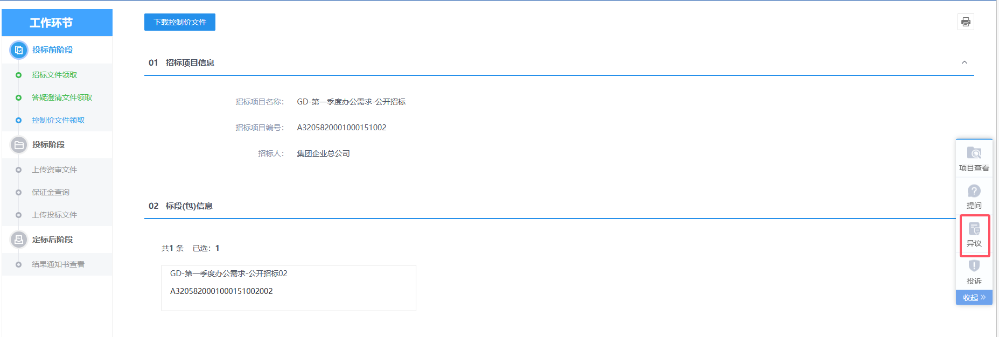 工作环节
投标前阶段
招标文件领取
答疑澄清文件领取
控制价文件领取
投标阶段
上传资审文件
保证金查询
上传投标文件
定标后阶段
结果通知书查看
下载控制价文件
01 招标项目信息
招标项目名称： GD-第一季度办公需求-公开招标
招标项目编号： A3205820001000151002
招标人： 集团企业总公司
02 标段(包)信息
共1 条 已选：1
GD-第一季度办公需求-公开招标02
A3205820001000151002002
项目查看
提问
异议
投诉
收起